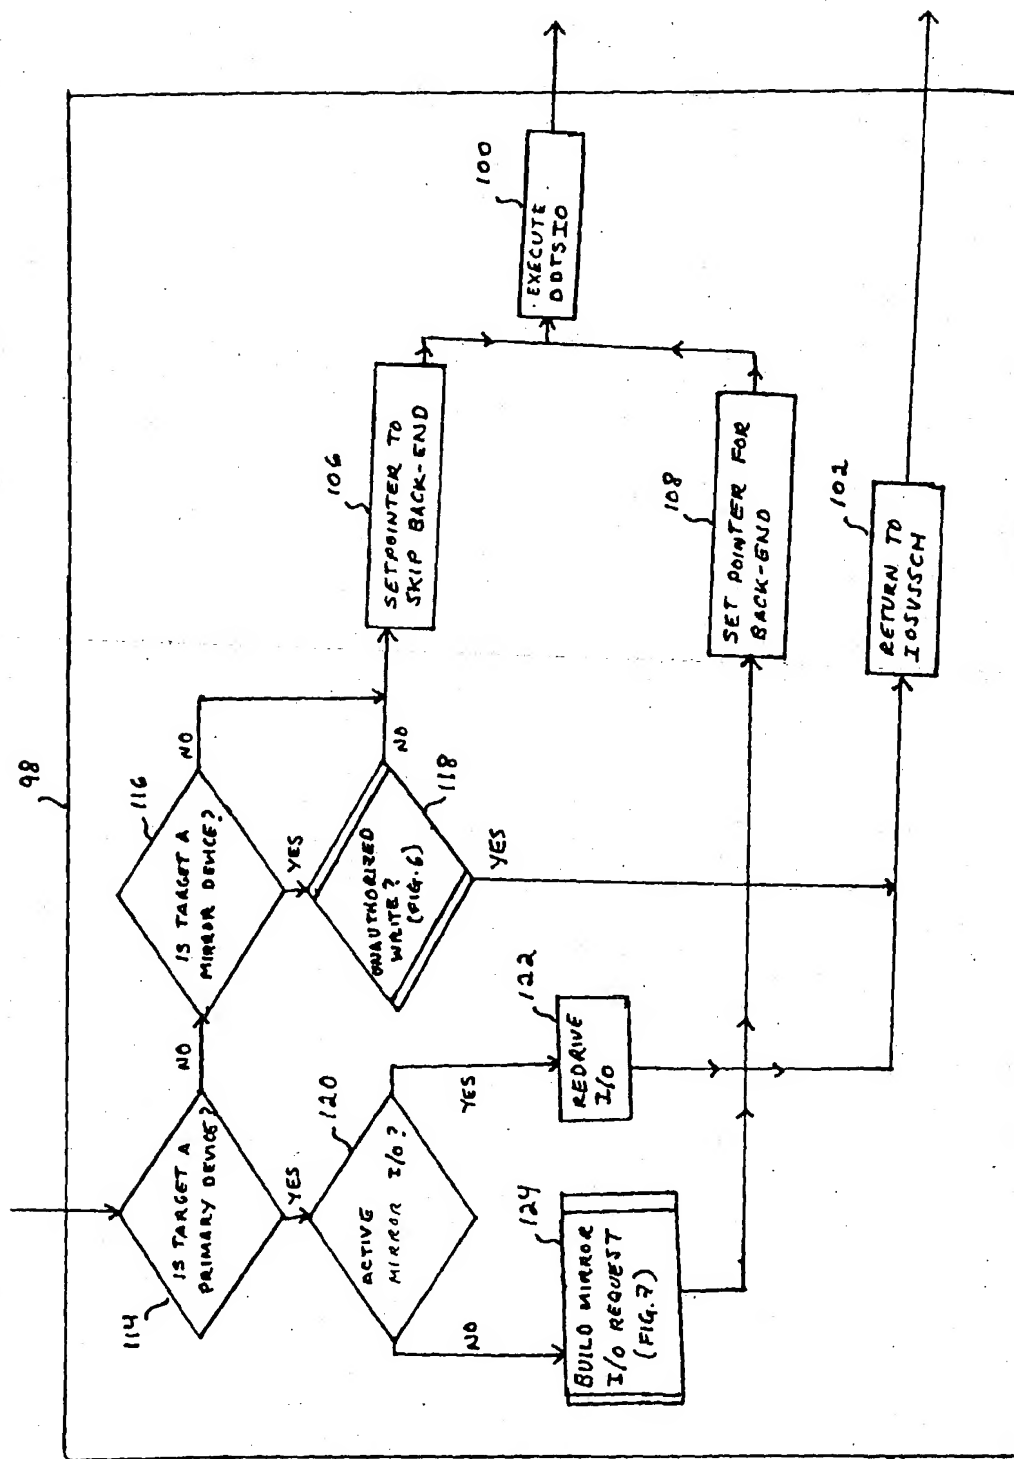 98
114
IS TARGET A
PRIMARY DEVICE?
NO
YES
116
IS TARGET A
MIRROR DEVICE?
NO
YES
118
UNAUTHORIZED
WRITE?
(FIG.6)
NO
YES
120
ACTIVE
MIRROR I/O?
YES
NO
122
REDRIVE
I/O
124
BUILD MIRROR
I/O REQUEST
(FIG.7)
106
SETPOINTER TO
SKIP BACK-END
108
SET POINTER FOR
BACK-END
102
RETURN TO
IOSVSSCH
100
EXECUTE
DDTSIO